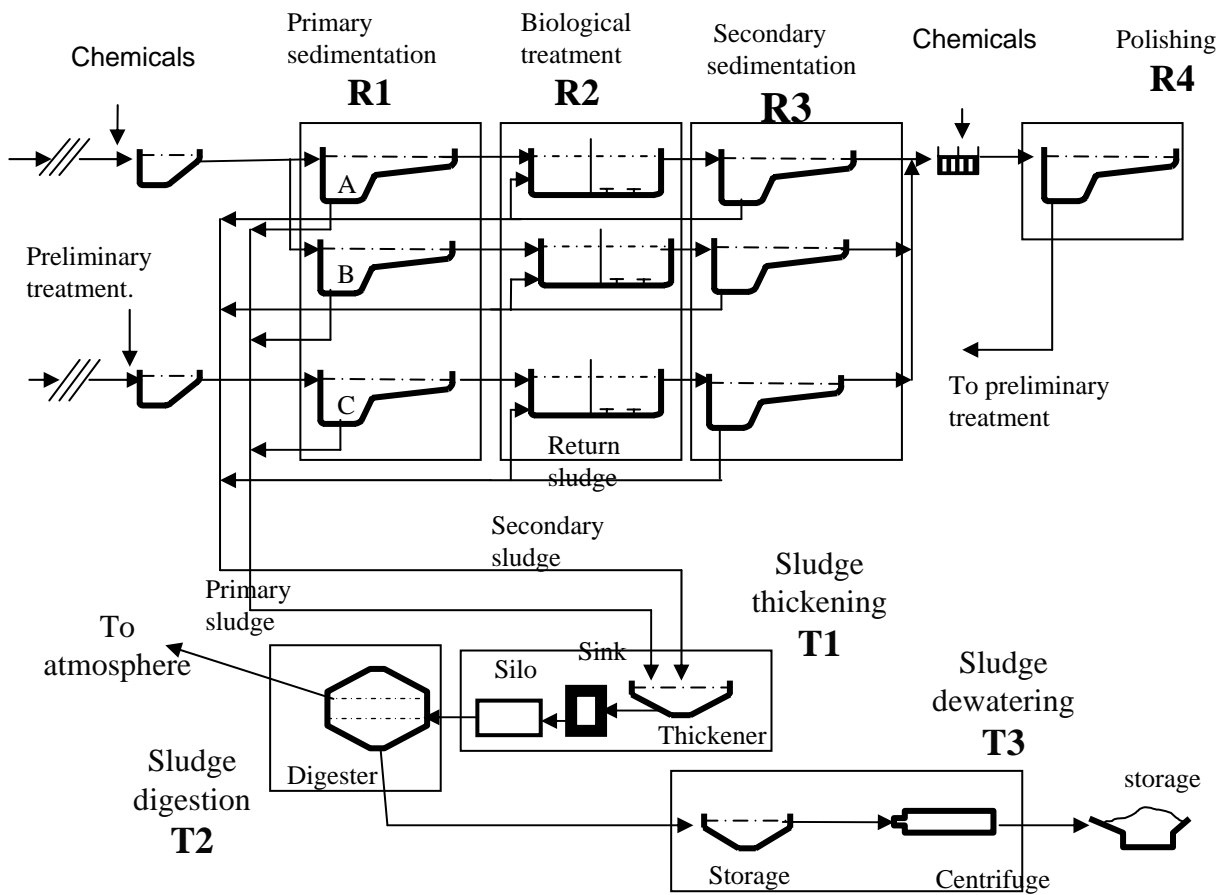 Chemicals
Primary
sedimentation
R1
Biological
treatment
R2
Secondary
sedimentation
R3
Chemicals
Polishing
R4
A
B
C
Preliminary
treatment.
To preliminary
treatment
Return
sludge
Secondary
sludge
Primary
sludge
Sludge
thickening
T1
To
atmosphere
Silo
Sink
Thickener
Digester
Sludge
digestion
T2
Sludge
dewatering
T3
storage
Storage
Centrifuge